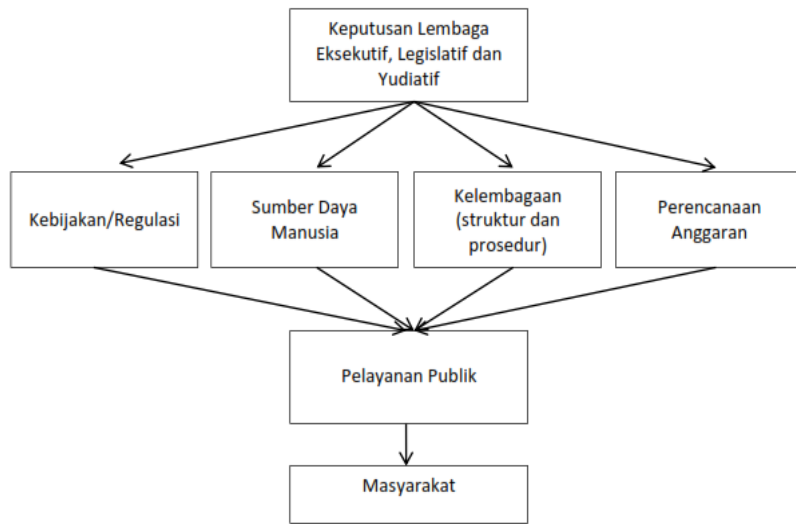 Keputusan Lembaga
Eksekutif, Legislatif dan
Yudiatif
Kebijakan/Regulasi
Sumber Daya
Manusia
Kelembagaan
(struktur dan
prosedur)
Perencanaan
Anggaran
Pelayanan Publik
Masyarakat